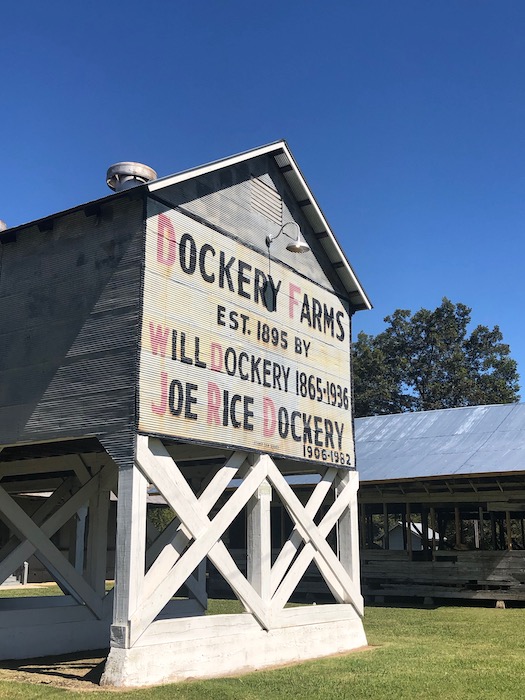 DOCKERY FARMS
EST. 1895 BY
WILL DOCKERY 1865-1936
JOE RICE DOCKERY
1906-1982